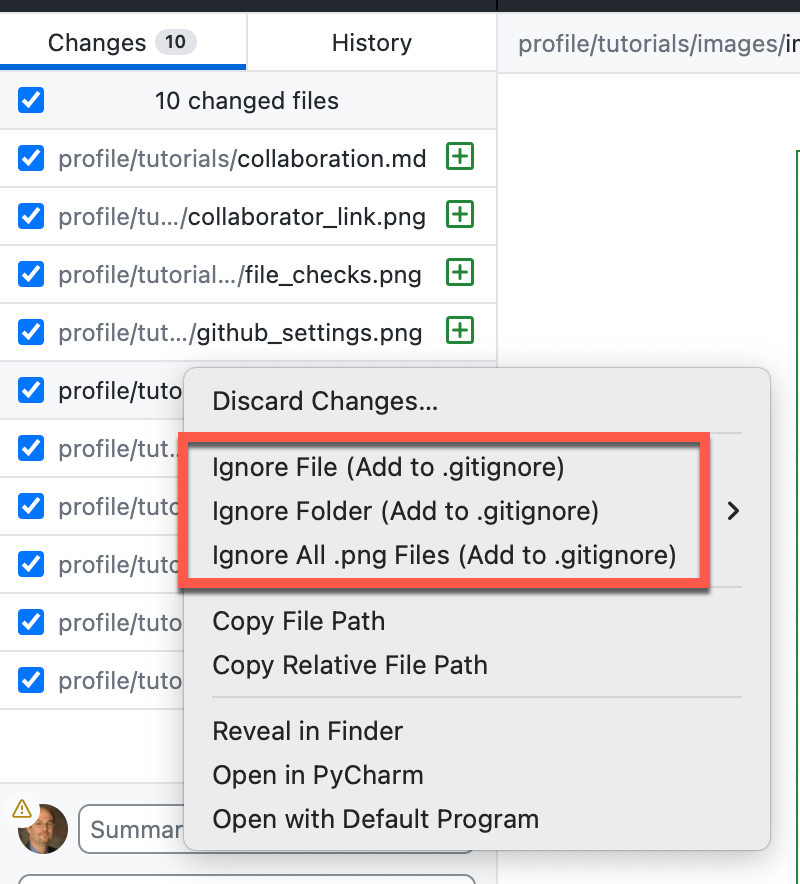 Changes 10 History profile/tutorials/images/in
10 changed files
profile/tutorials/collaboration.md
profile/tu.../collaborator_link.png
profile/tutorial.../file_checks.png
profile/tut.../github_settings.png
profile/tuto
profile/tut..
profile/tuto
profile/tuto
profile/tuto
profile/tuto
Discard Changes...
Ignore File (Add to .gitignore)
Ignore Folder (Add to .gitignore)
Ignore All .png Files (Add to .gitignore)
Copy File Path
Copy Relative File Path
Reveal in Finder
Open in PyCharm
Open with Default Program
Summar